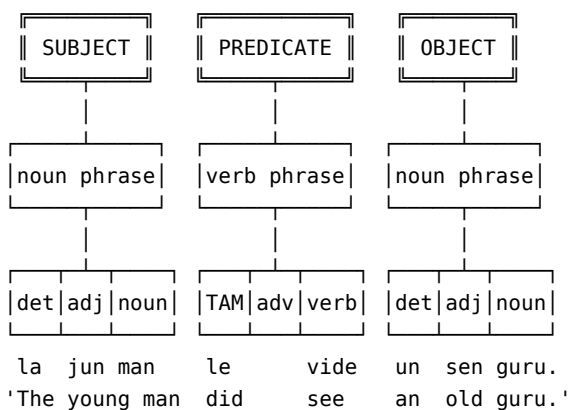 SUBJECT PREDICATE OBJECT
noun phrase verb phrase noun phrase
det adj noun TAM adv verb det adj noun
la jun man le vide un sen guru.
'The young man did see an old guru.'